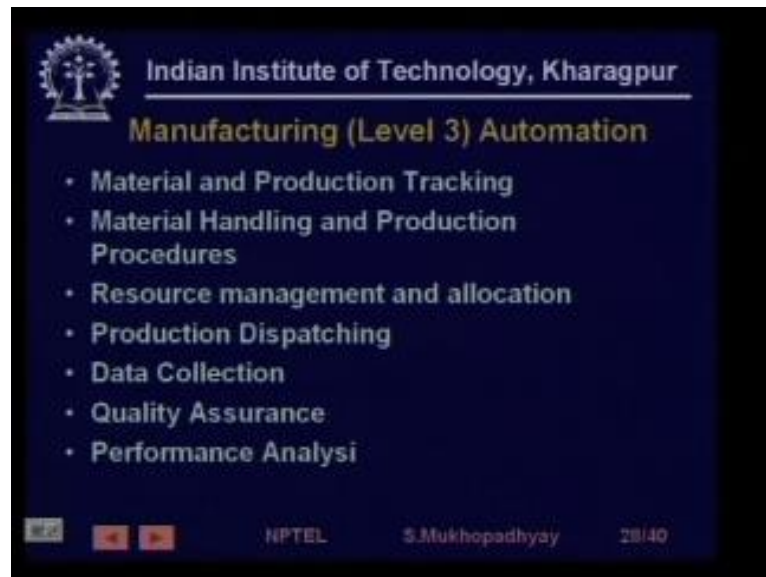 Indian Institute of Technology, Kharagpur
Manufacturing (Level 3) Automation
• Material and Production Tracking
• Material Handling and Production
Procedures
• Resource management and allocation
• Production Dispatching
• Data Collection
• Quality Assurance
• Performance Analysi
NPTEL S.Mukhopadhyay 28/40